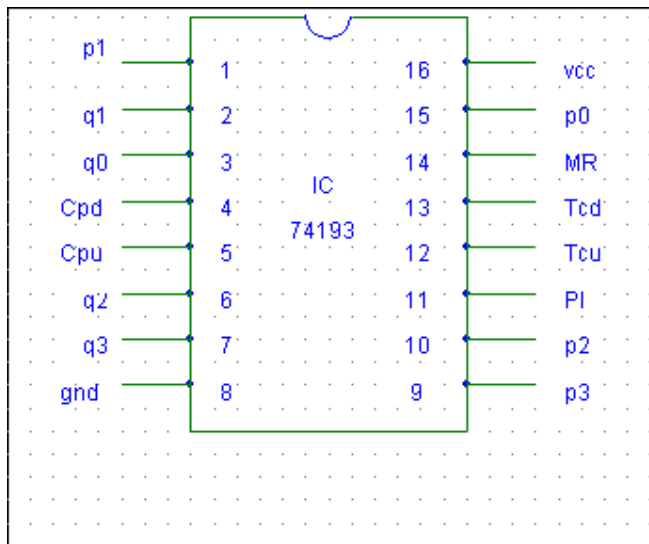 p1 1 16 vcc
q1 2 15 p0
q0 3 14 MR
IC
Cpd 4 13 Tcd
74193
Cpu 5 12 Tcu
q2 6 11 Pl
q3 7 10 p2
gnd 8 9 p3